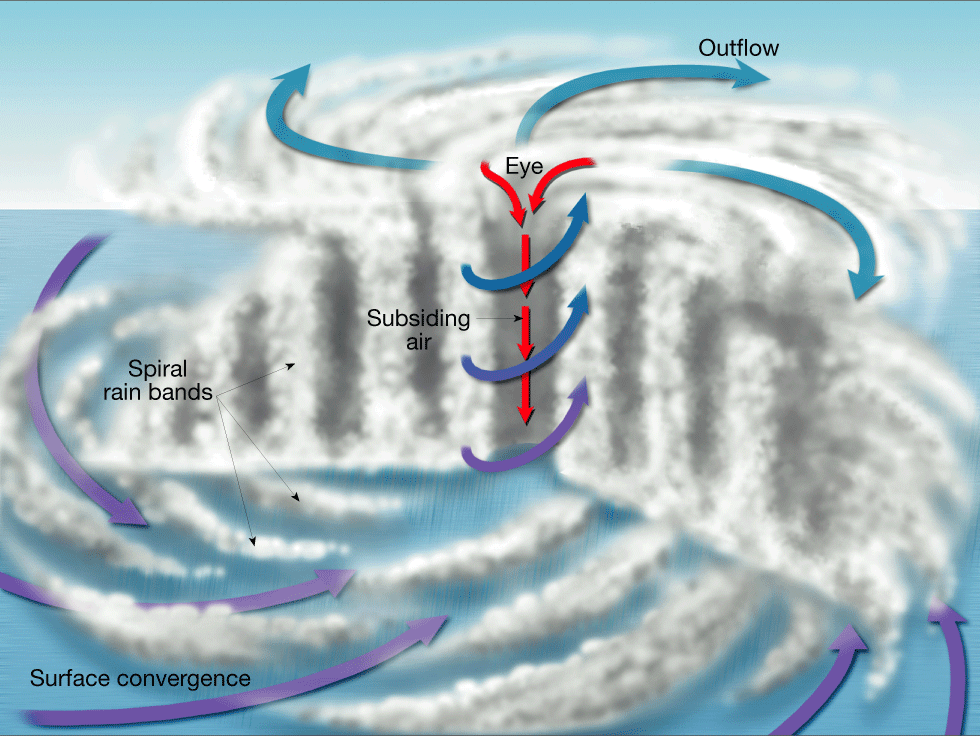 Outflow
Eye
Subsiding
air
Spiral
rain bands
Surface convergence